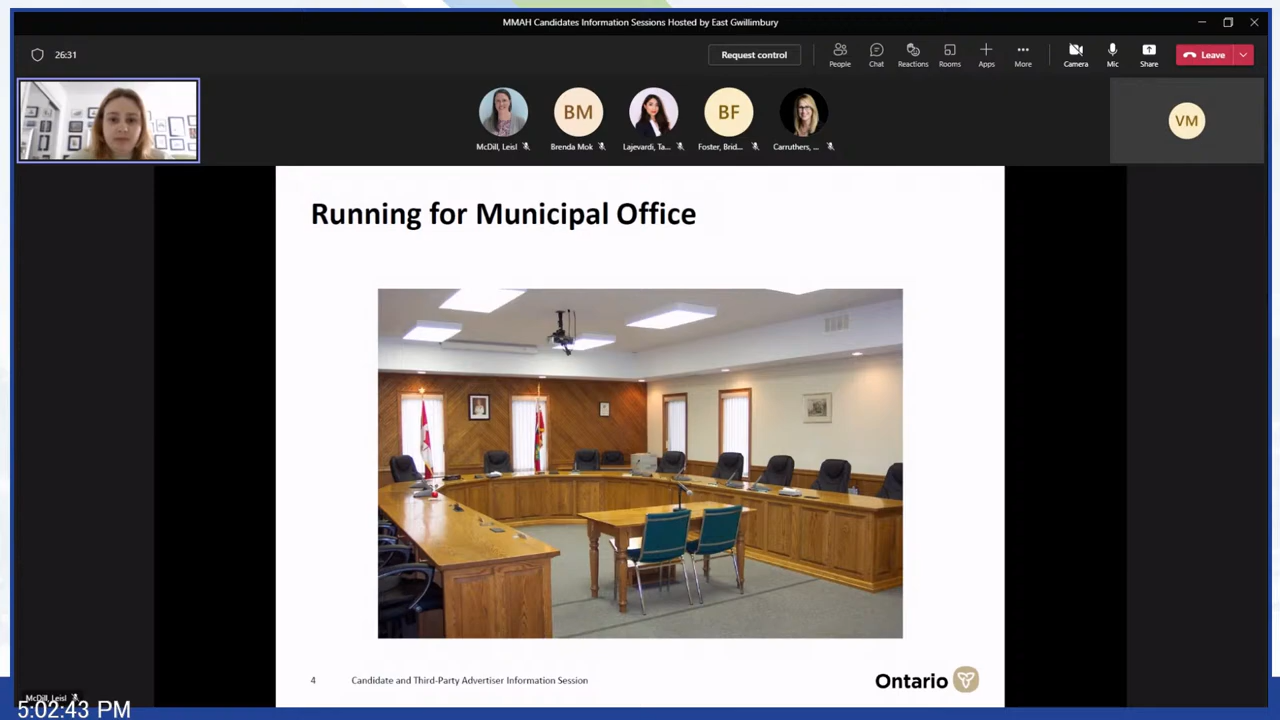 MMAH Candidates Information Sessions Hosted by East Gwillimbury
26:31
Request control
People
Chat
Reactions
Rooms
Apps
More
Camera
Mic
Share
Leave
BM
BF
VM
McDill, Leisl
Brenda Mok
Lajevardi, Ta...
Foster, Brid...
Carruthers, ...
Running for Municipal Office
4
Candidate and Third-Party Advertiser Information Session
Ontario
McDill, Leisl
5:02:43 PM